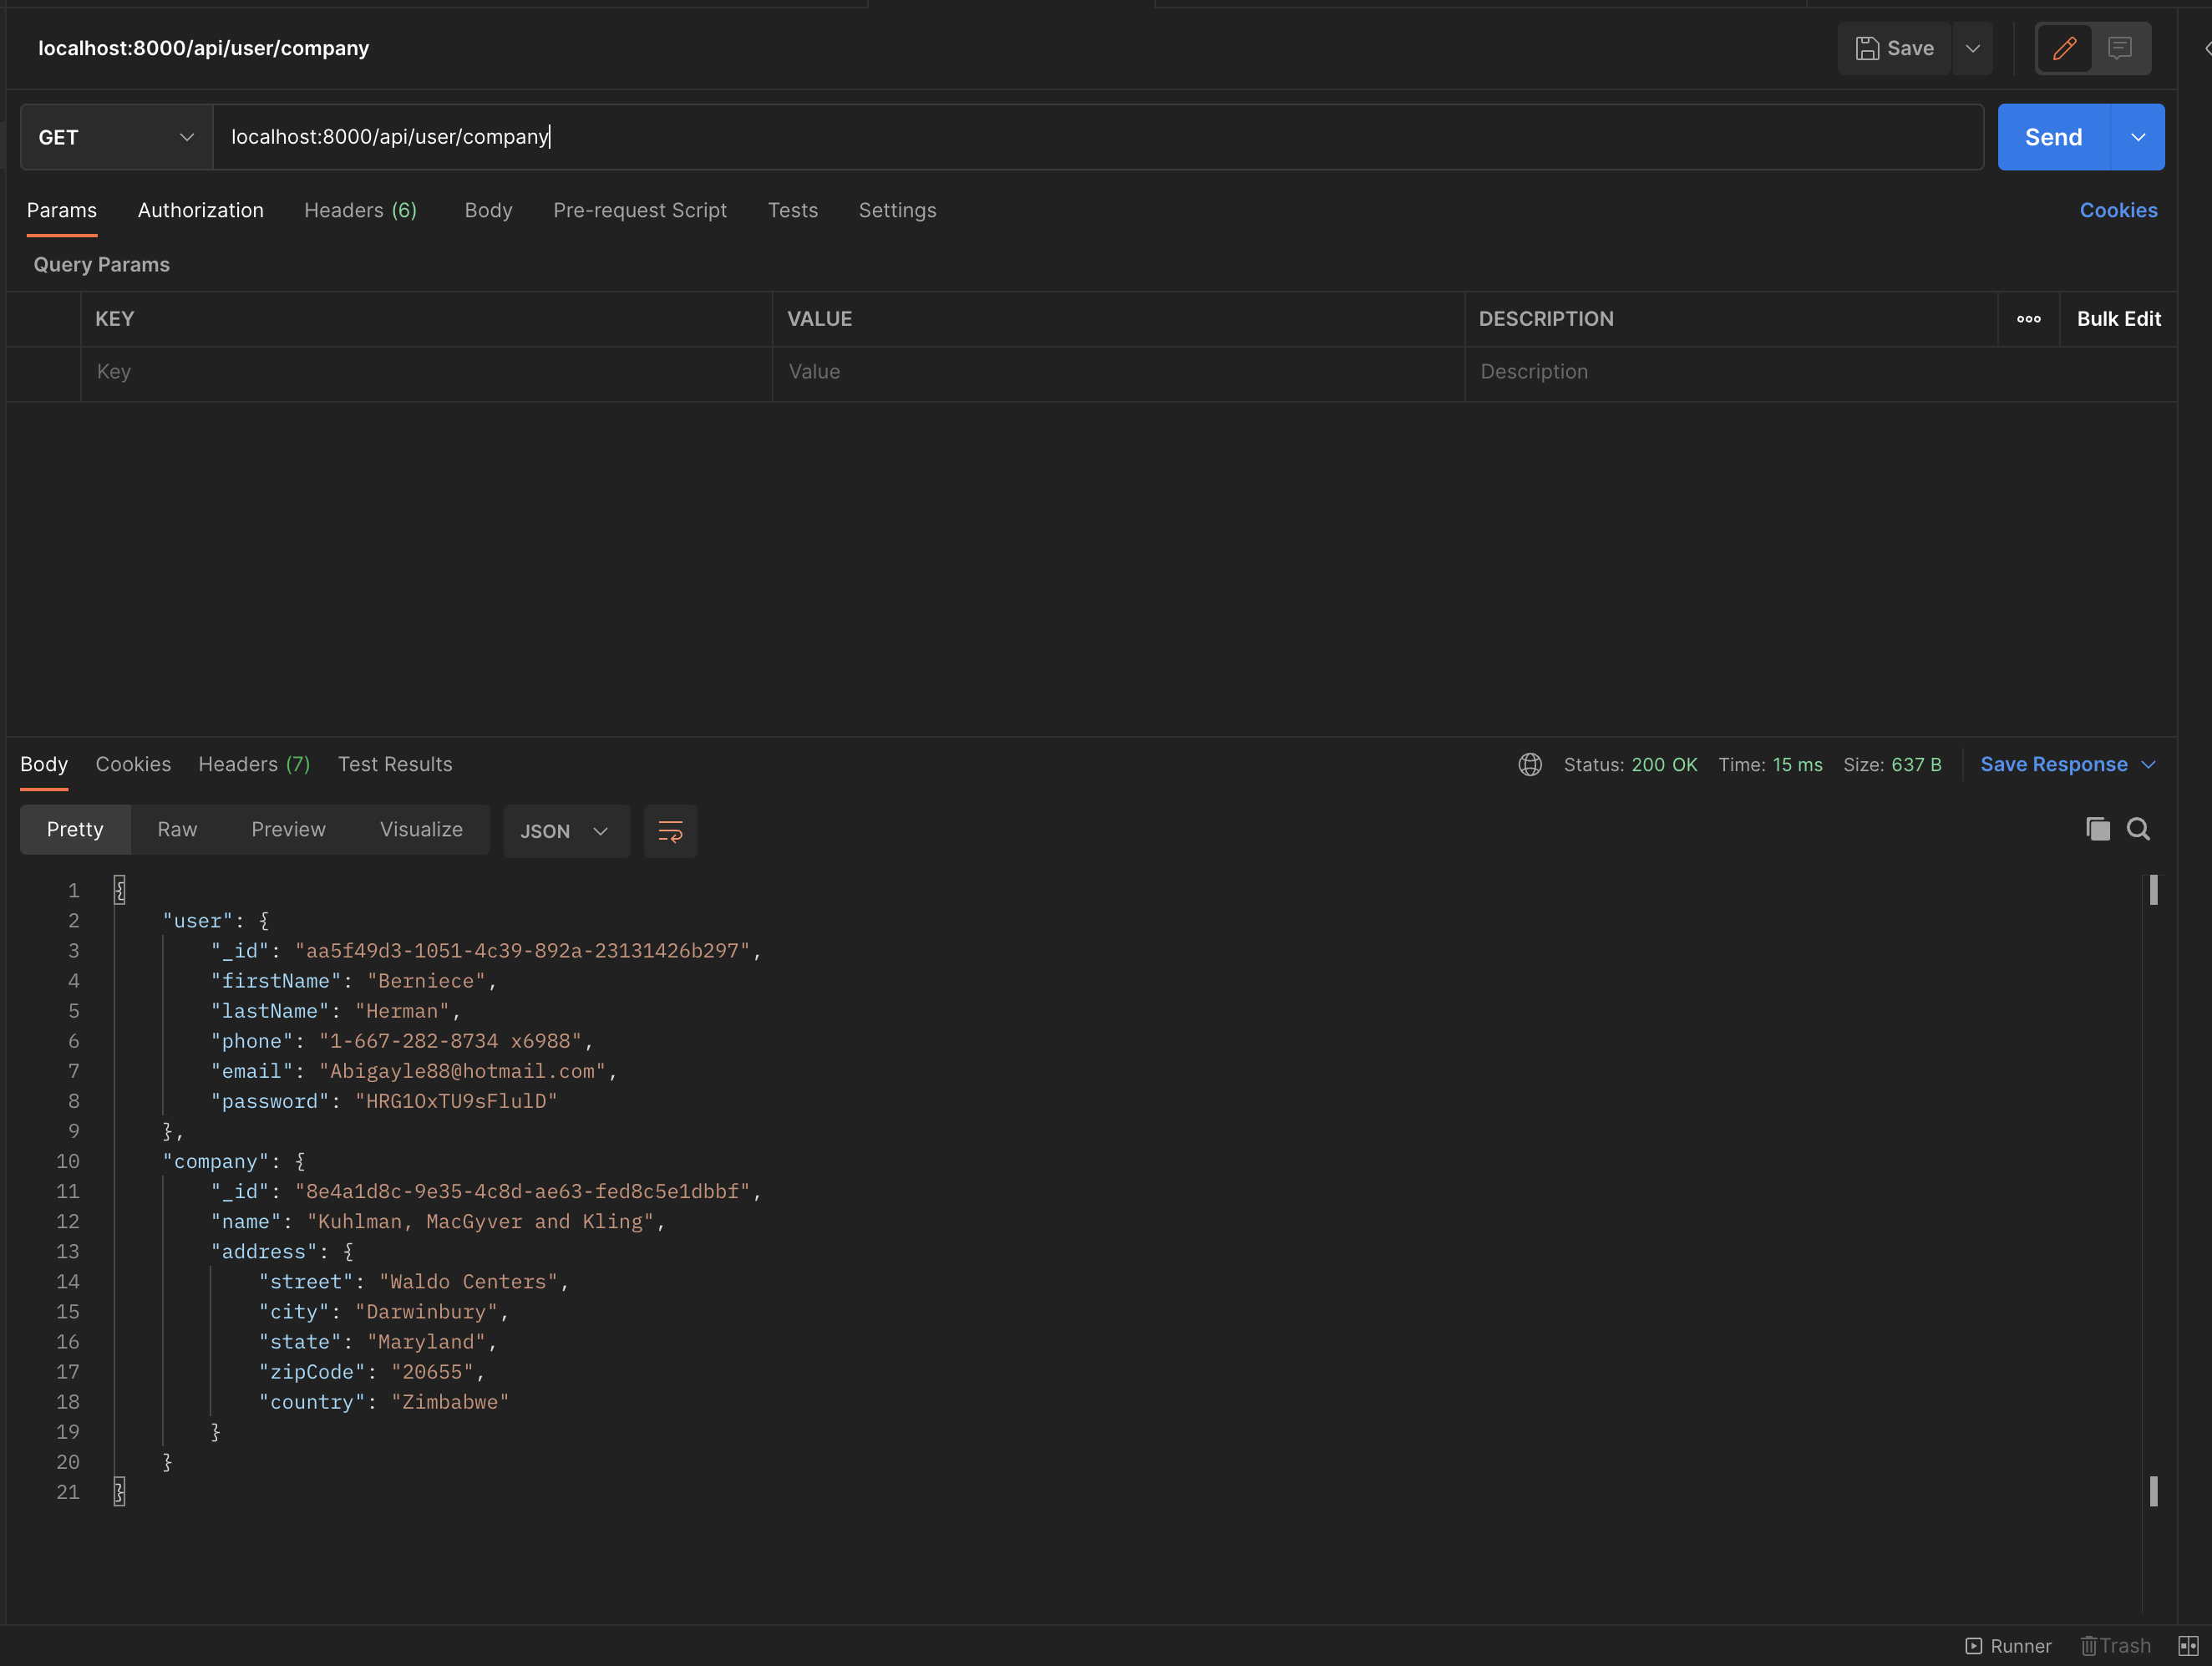 localhost:8000/api/user/company
Save
GET
localhost:8000/api/user/company
Send
Params Authorization Headers (6) Body Pre-request Script Tests Settings Cookies
Query Params
KEY VALUE DESCRIPTION Bulk Edit
Key Value Description
Body Cookies Headers (7) Test Results Status: 200 OK Time: 15 ms Size: 637 B Save Response
Pretty Raw Preview Visualize JSON
1 {
2 "user": {
3 "_id": "aa5f49d3-1051-4c39-892a-23131426b297",
4 "firstName": "Berniece",
5 "lastName": "Herman",
6 "phone": "1-667-282-8734 x6988",
7 "email": "Abigayle88@hotmail.com",
8 "password": "HRG1OxTU9sFlulD"
9 },
10 "company": {
11 "_id": "8e4a1d8c-9e35-4c8d-ae63-fed8c5e1dbbf",
12 "name": "Kuhlman, MacGyver and Kling",
13 "address": {
14 "street": "Waldo Centers",
15 "city": "Darwinbury",
16 "state": "Maryland",
17 "zipCode": "20655",
18 "country": "Zimbabwe"
19 }
20 }
21 }
Runner Trash